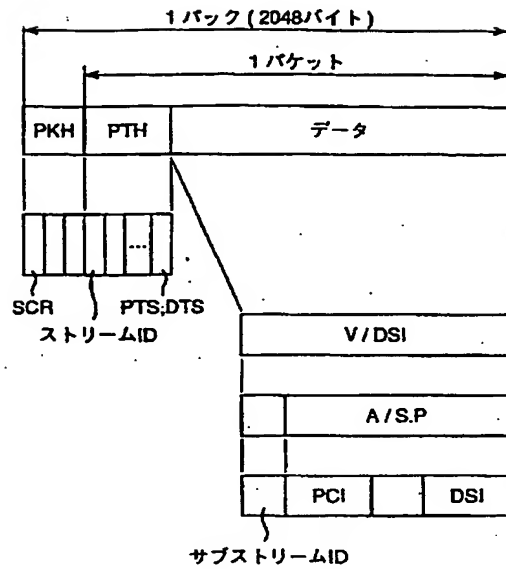 1 パック (2048バイト)
1 パケット
PKH PTH データ
SCR PTS;DTS
ストリームID
V / DSI
A / S.P
PCI DSI
サブストリームID